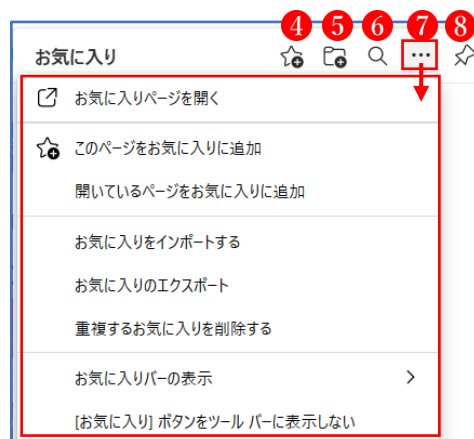 4 5 6 7 8
お気に入り
お気に入りページを開く
このページをお気に入りに追加
開いているページをお気に入りに追加
お気に入りをインポートする
お気に入りのエクスポート
重複するお気に入りを削除する
お気に入りバーの表示
[お気に入り] ボタンをツール バーに表示しない